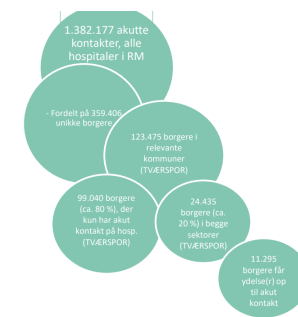 1.382.177 akutte
kontakter, alle
hospitaler i RM
- Fordelt på 359.406
unikke borgere
123.475 borgere i
relevante
kommuner
(TVÆRSPOR)
99.040 borgere
(ca. 80 %), der
kun har akut
kontakt på hosp.
(TVÆRSPOR)
24.435
borgere (ca.
20 %) i begge
sektorer
(TVÆRSPOR)
11.295
borgere får
ydelse(r) op
til akut
kontakt